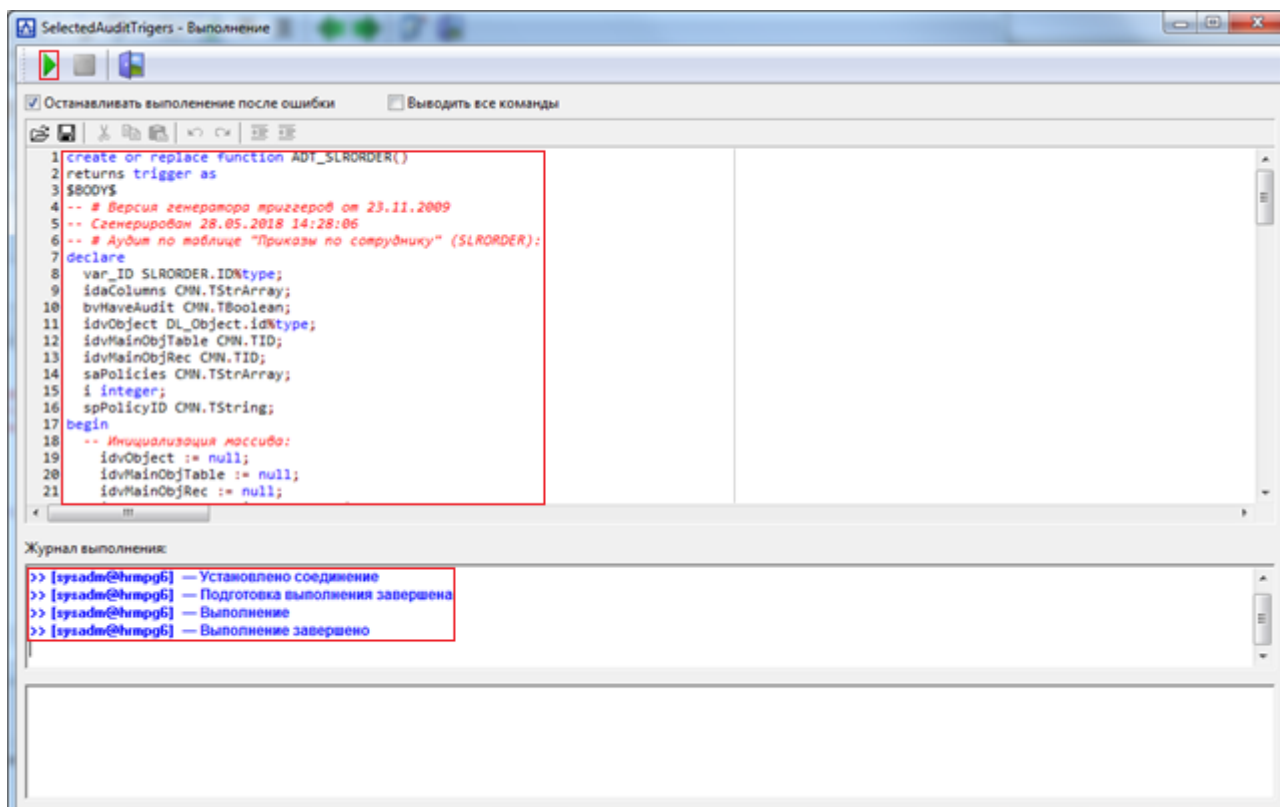 SelectedAuditTrigers - Выполнение
Останавливать выполенение после ошибки Выводить все команды
1 create or replace function ADT_SLRORDER()
2 returns trigger as
3 $BODY$
4 -- # Версия генератора триггеров от 23.11.2009
5 -- Сгенерирован 28.05.2018 14:28:06
6 -- # Аудит по таблице "Приказы по сотруднику" (SLRORDER):
7 declare
8 var_ID SLRORDER.ID%type;
9 idaColumns CMN.TStrArray;
10 bvHaveAudit CMN.TBoolean;
11 idvObject DL_Object.id%type;
12 idvMainObjTable CMN.TID;
13 idvMainObjRec CMN.TID;
14 saPolicies CMN.TStrArray;
15 i integer;
16 spPolicyID CMN.TString;
17 begin
18 -- Инициализация массива:
19 idvObject := null;
20 idvMainObjTable := null;
21 idvMainObjRec := null;
Журнал выполнения:
>> [sysadm@hrmpg6] — Установлено соединение
>> [sysadm@hrmpg6] — Подготовка выполнения завершена
>> [sysadm@hrmpg6] — Выполнение
>> [sysadm@hrmpg6] — Выполнение завершено